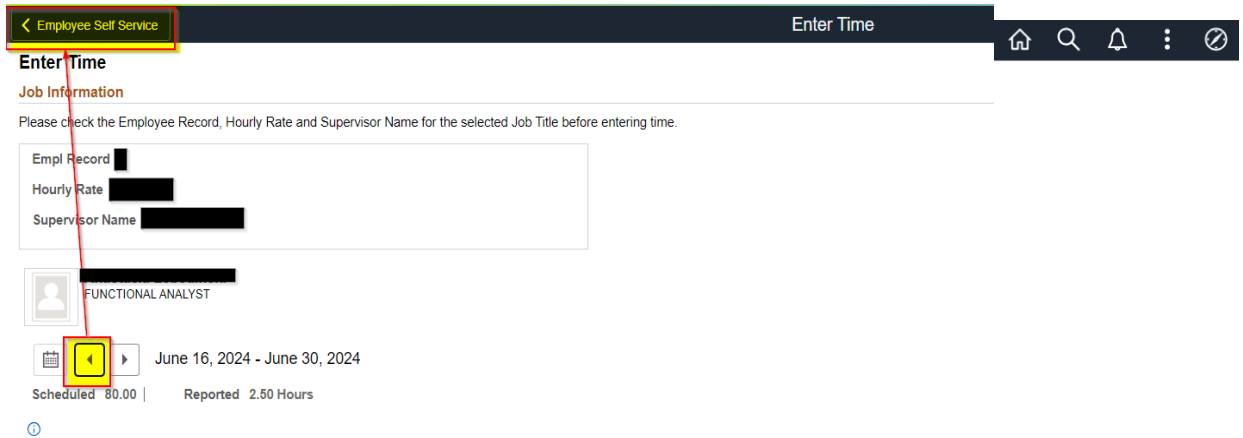 Employee Self Service
Enter Time
Enter Time
Job Information
Please check the Employee Record, Hourly Rate and Supervisor Name for the selected Job Title before entering time.
Empl Record
Hourly Rate
Supervisor Name
FUNCTIONAL ANALYST
June 16, 2024 - June 30, 2024
Scheduled 80.00 | Reported 2.50 Hours